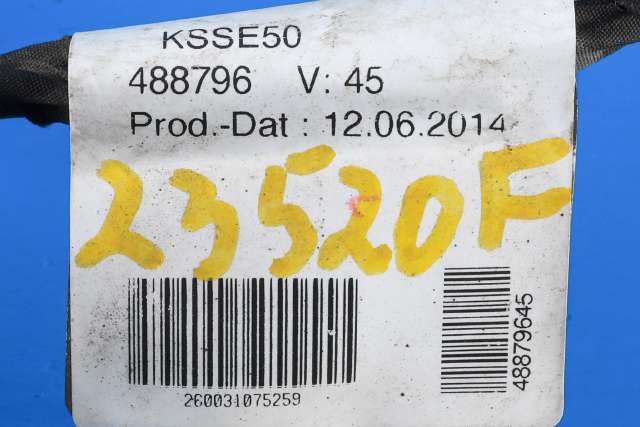 KSSE50
488796 V: 45
Prod.-Dat : 12.06.2014
23520F
260031075259
48879645